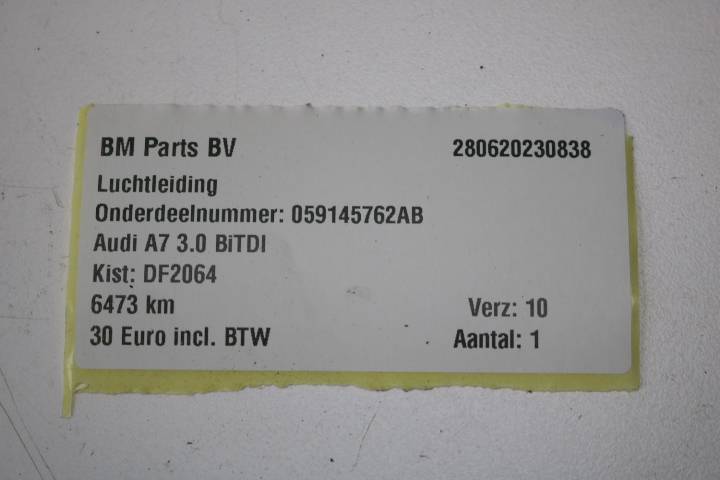 BM Parts BV 280620230838
Luchtleiding
Onderdeelnummer: 059145762AB
Audi A7 3.0 BiTDI
Kist: DF2064
6473 km Verz: 10
30 Euro incl. BTW Aantal: 1